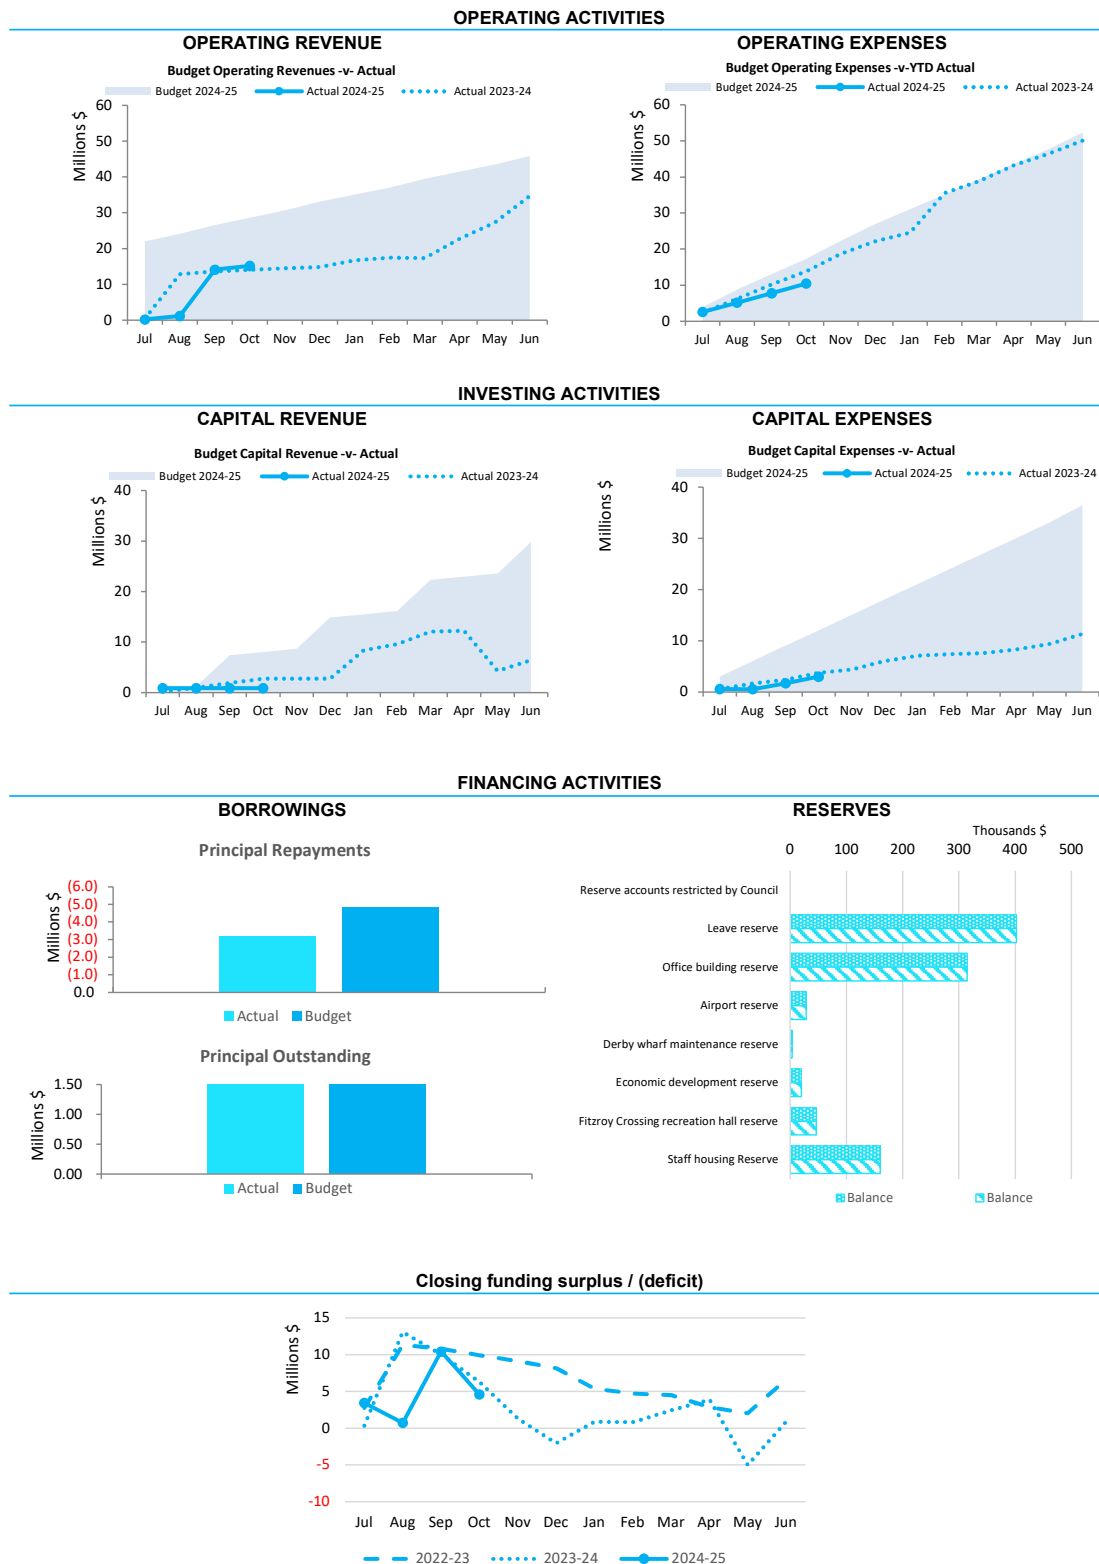 OPERATING ACTIVITIES
OPERATING REVENUE
Budget Operating Revenues -v- Actual
Budget 2024-25 Actual 2024-25 Actual 2023-24
Millions $
60
50
40
30
20
10
0
Jul Aug Sep Oct Nov Dec Jan Feb Mar Apr May Jun
OPERATING EXPENSES
Budget Operating Expenses -v-YTD Actual
Budget 2024-25 Actual 2024-25 Actual 2023-24
Millions $
60
50
40
30
20
10
0
Jul Aug Sep Oct Nov Dec Jan Feb Mar Apr May Jun
INVESTING ACTIVITIES
CAPITAL REVENUE
Budget Capital Revenue -v- Actual
Budget 2024-25 Actual 2024-25 Actual 2023-24
Millions $
40
30
20
10
0
Jul Aug Sep Oct Nov Dec Jan Feb Mar Apr May Jun
CAPITAL EXPENSES
Budget Capital Expenses -v- Actual
Budget 2024-25 Actual 2024-25 Actual 2023-24
Millions $
40
30
20
10
0
Jul Aug Sep Oct Nov Dec Jan Feb Mar Apr May Jun
FINANCING ACTIVITIES
BORROWINGS
Principal Repayments
Millions $
(6.0)
(5.0)
(4.0)
(3.0)
(2.0)
(1.0)
0.0
Actual Budget
Principal Outstanding
Millions $
1.50
1.00
0.50
0.00
Actual Budget
RESERVES
Thousands $
0 100 200 300 400 500
Reserve accounts restricted by Council
Leave reserve
Office building reserve
Airport reserve
Derby wharf maintenance reserve
Economic development reserve
Fitzroy Crossing recreation hall reserve
Staff housing Reserve
Balance Balance
Closing funding surplus / (deficit)
Millions $
15
10
5
0
-5
-10
Jul Aug Sep Oct Nov Dec Jan Feb Mar Apr May Jun
2022-23 2023-24 2024-25